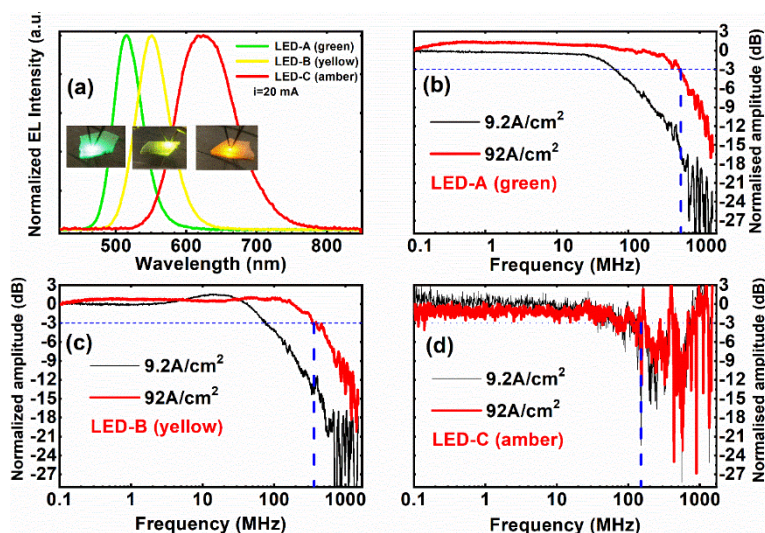 Normalized EL Intensity (a.u.)
(a)
LED-A (green)
LED-B (yellow)
LED-C (amber)
i=20 mA
500 600 700 800
Wavelength (nm)
(b)
9.2A/cm²
92A/cm²
LED-A (green)
3
0
-3
-6
-9
-12
-15
-18
-21
-24
-27
Normalised amplitude (dB)
0.1 1 10 100 1000
Frequency (MHz)
Normalized amplitude (dB)
3
0
-3
-6
-9
-12
-15
-18
-21
-24
-27
(c)
9.2A/cm²
92A/cm²
LED-B (yellow)
0.1 1 10 100 1000
Frequency (MHz)
(d)
9.2A/cm²
92A/cm²
LED-C (amber)
3
0
-3
-6
-9
-12
-15
-18
-21
-24
-27
Normalized amplitude (dB)
0.1 1 10 100 1000
Frequency (MHz)